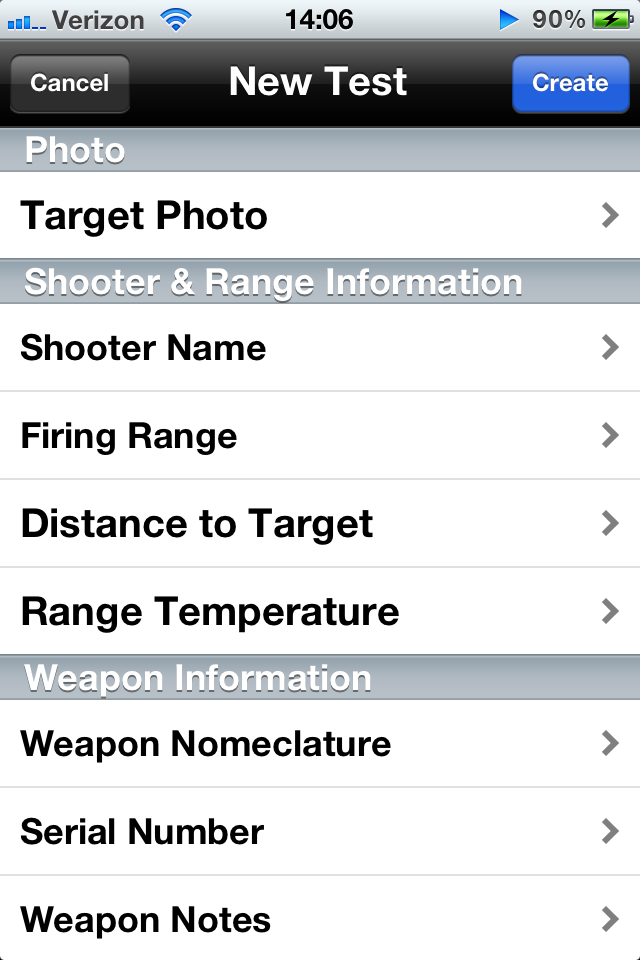 Verizon 14:06 90%
Cancel New Test Create
Photo
Target Photo
Shooter & Range Information
Shooter Name
Firing Range
Distance to Target
Range Temperature
Weapon Information
Weapon Nomeclature
Serial Number
Weapon Notes